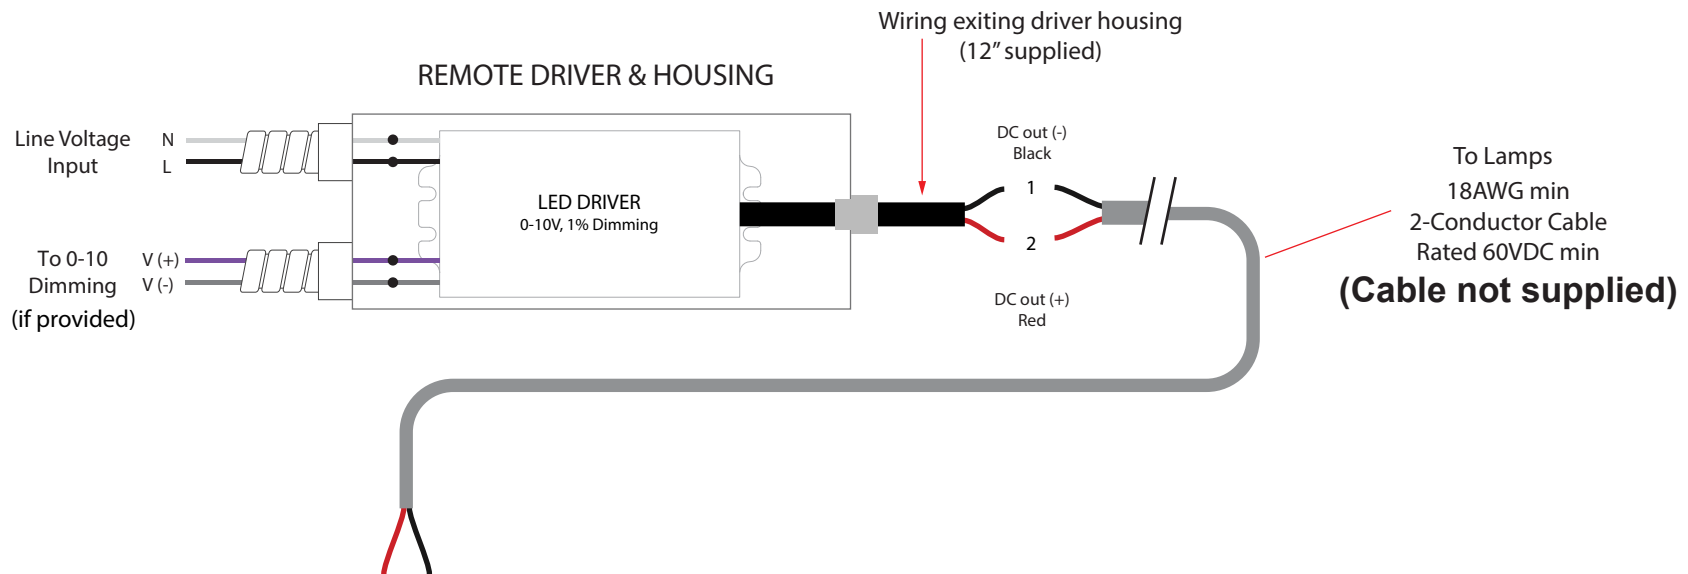 Wiring exiting driver housing
(12” supplied)
REMOTE DRIVER & HOUSING
Line Voltage
Input
N
L
To 0-10
Dimming
(if provided)
V (+)
V (-)
LED DRIVER
0-10V, 1% Dimming
DC out (-)
Black
1
2
DC out (+)
Red
To Lamps
18AWG min
2-Conductor Cable
Rated 60VDC min
(Cable not supplied)